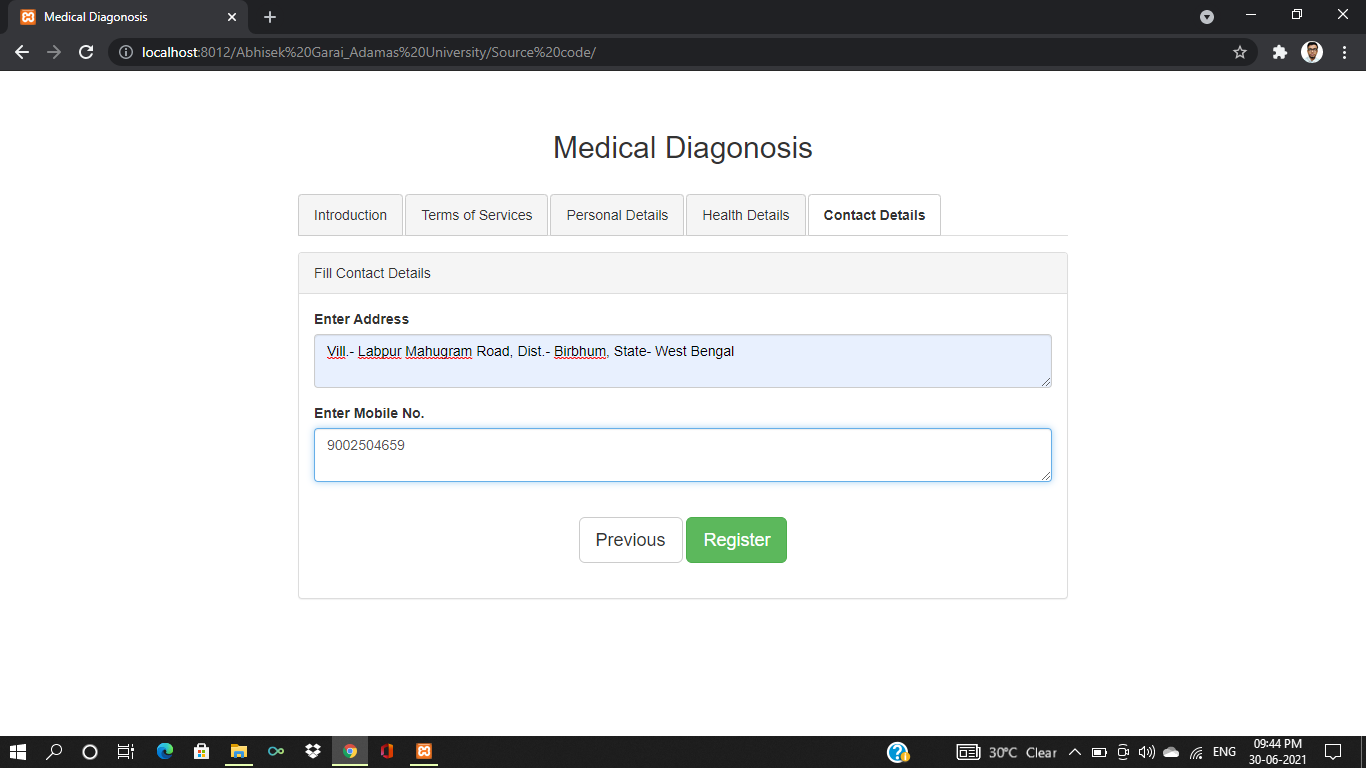 Medical Diagonosis
localhost:8012/Abhisek%20Garai_Adamas%20University/Source%20code/
Medical Diagonosis
Introduction Terms of Services Personal Details Health Details Contact Details
Fill Contact Details
Enter Address
Vill.- Labpur Mahugram Road, Dist.- Birbhum, State- West Bengal
Enter Mobile No.
9002504659
Previous Register
30°C Clear ENG 09:44 PM
30-06-2021